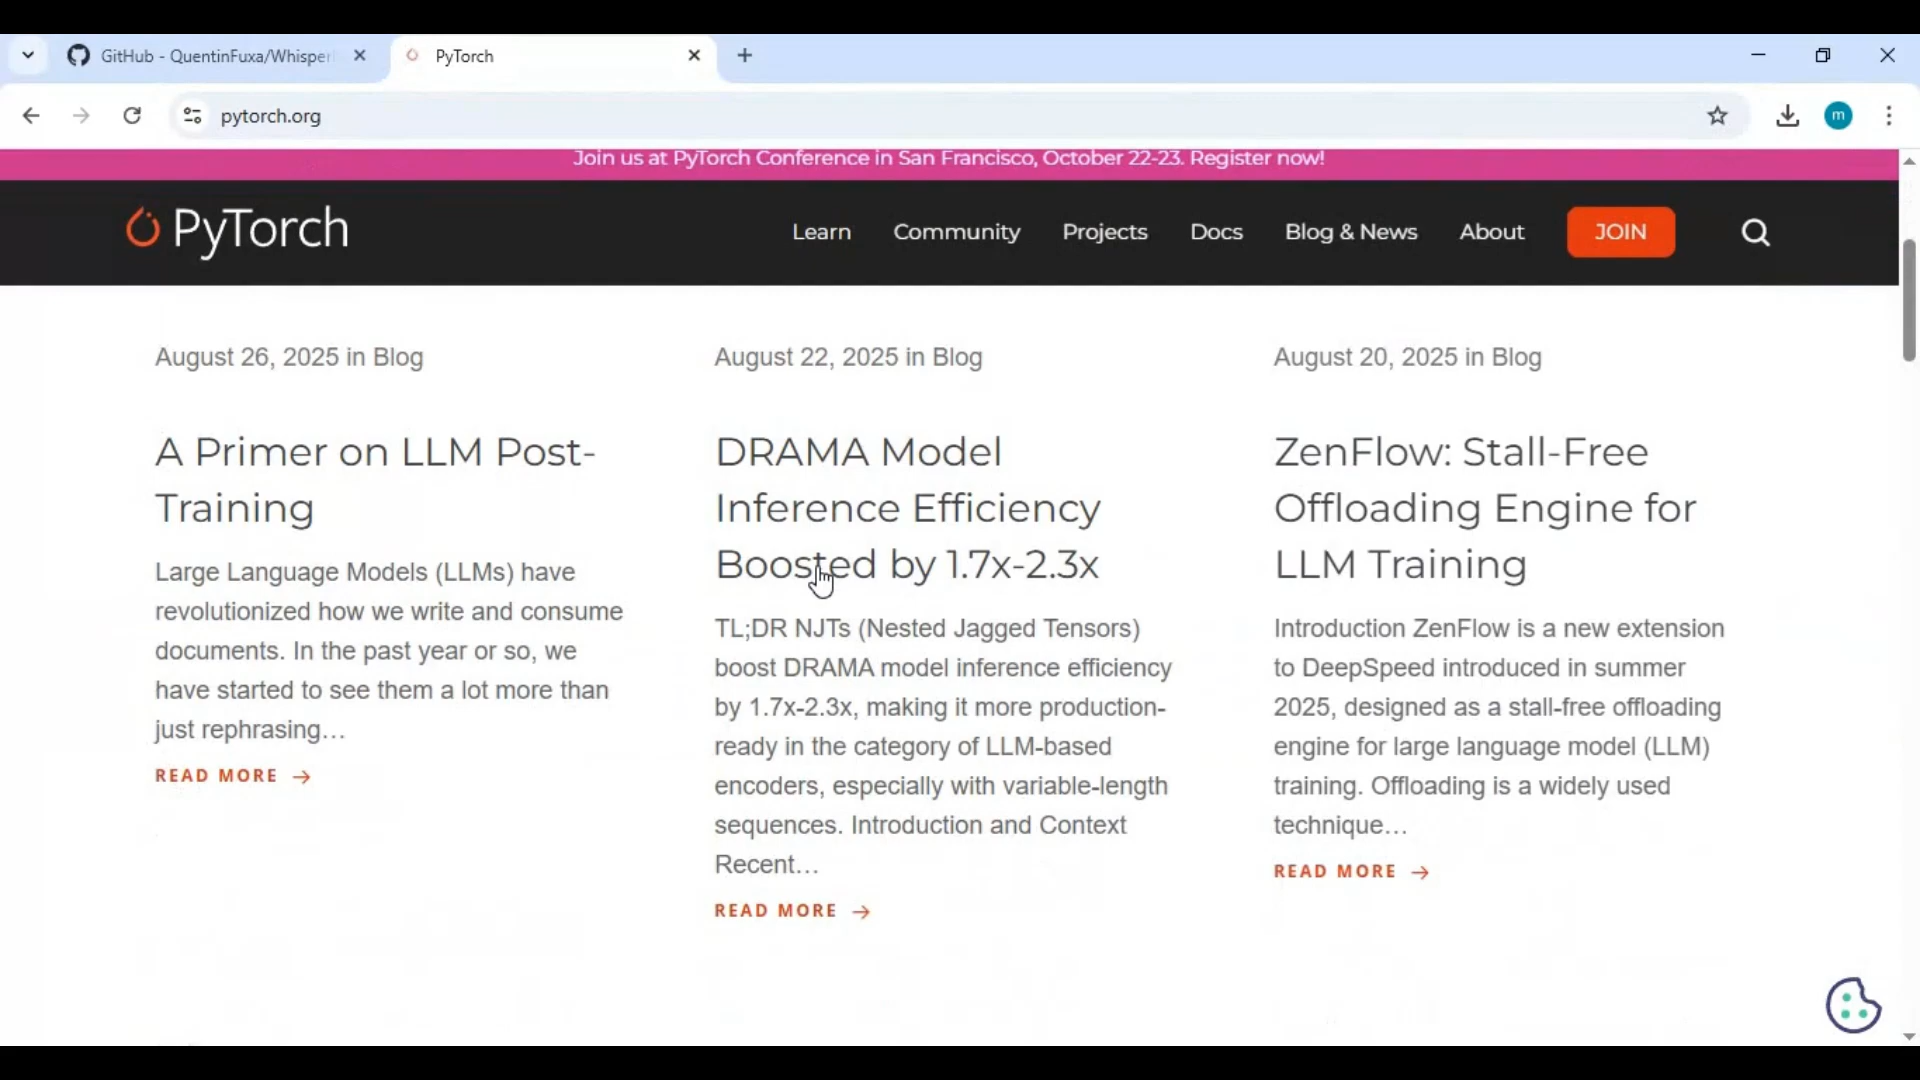 GitHub - QuentinFuxa/Whisper
PyTorch
pytorch.org
m
Join us at PyTorch Conference in San Francisco, October 22-23. Register now!
PyTorch
Learn
Community
Projects
Docs
Blog & News
About
JOIN
August 26, 2025 in Blog
A Primer on LLM Post-
Training
Large Language Models (LLMs) have
revolutionized how we write and consume
documents. In the past year or so, we
have started to see them a lot more than
just rephrasing…
READ MORE →
August 22, 2025 in Blog
DRAMA Model
Inference Efficiency
Boosted by 1.7x-2.3x
TL;DR NJTs (Nested Jagged Tensors)
boost DRAMA model inference efficiency
by 1.7x-2.3x, making it more production-
ready in the category of LLM-based
encoders, especially with variable-length
sequences. Introduction and Context
Recent…
READ MORE →
August 20, 2025 in Blog
ZenFlow: Stall-Free
Offloading Engine for
LLM Training
Introduction ZenFlow is a new extension
to DeepSpeed introduced in summer
2025, designed as a stall-free offloading
engine for large language model (LLM)
training. Offloading is a widely used
technique…
READ MORE →